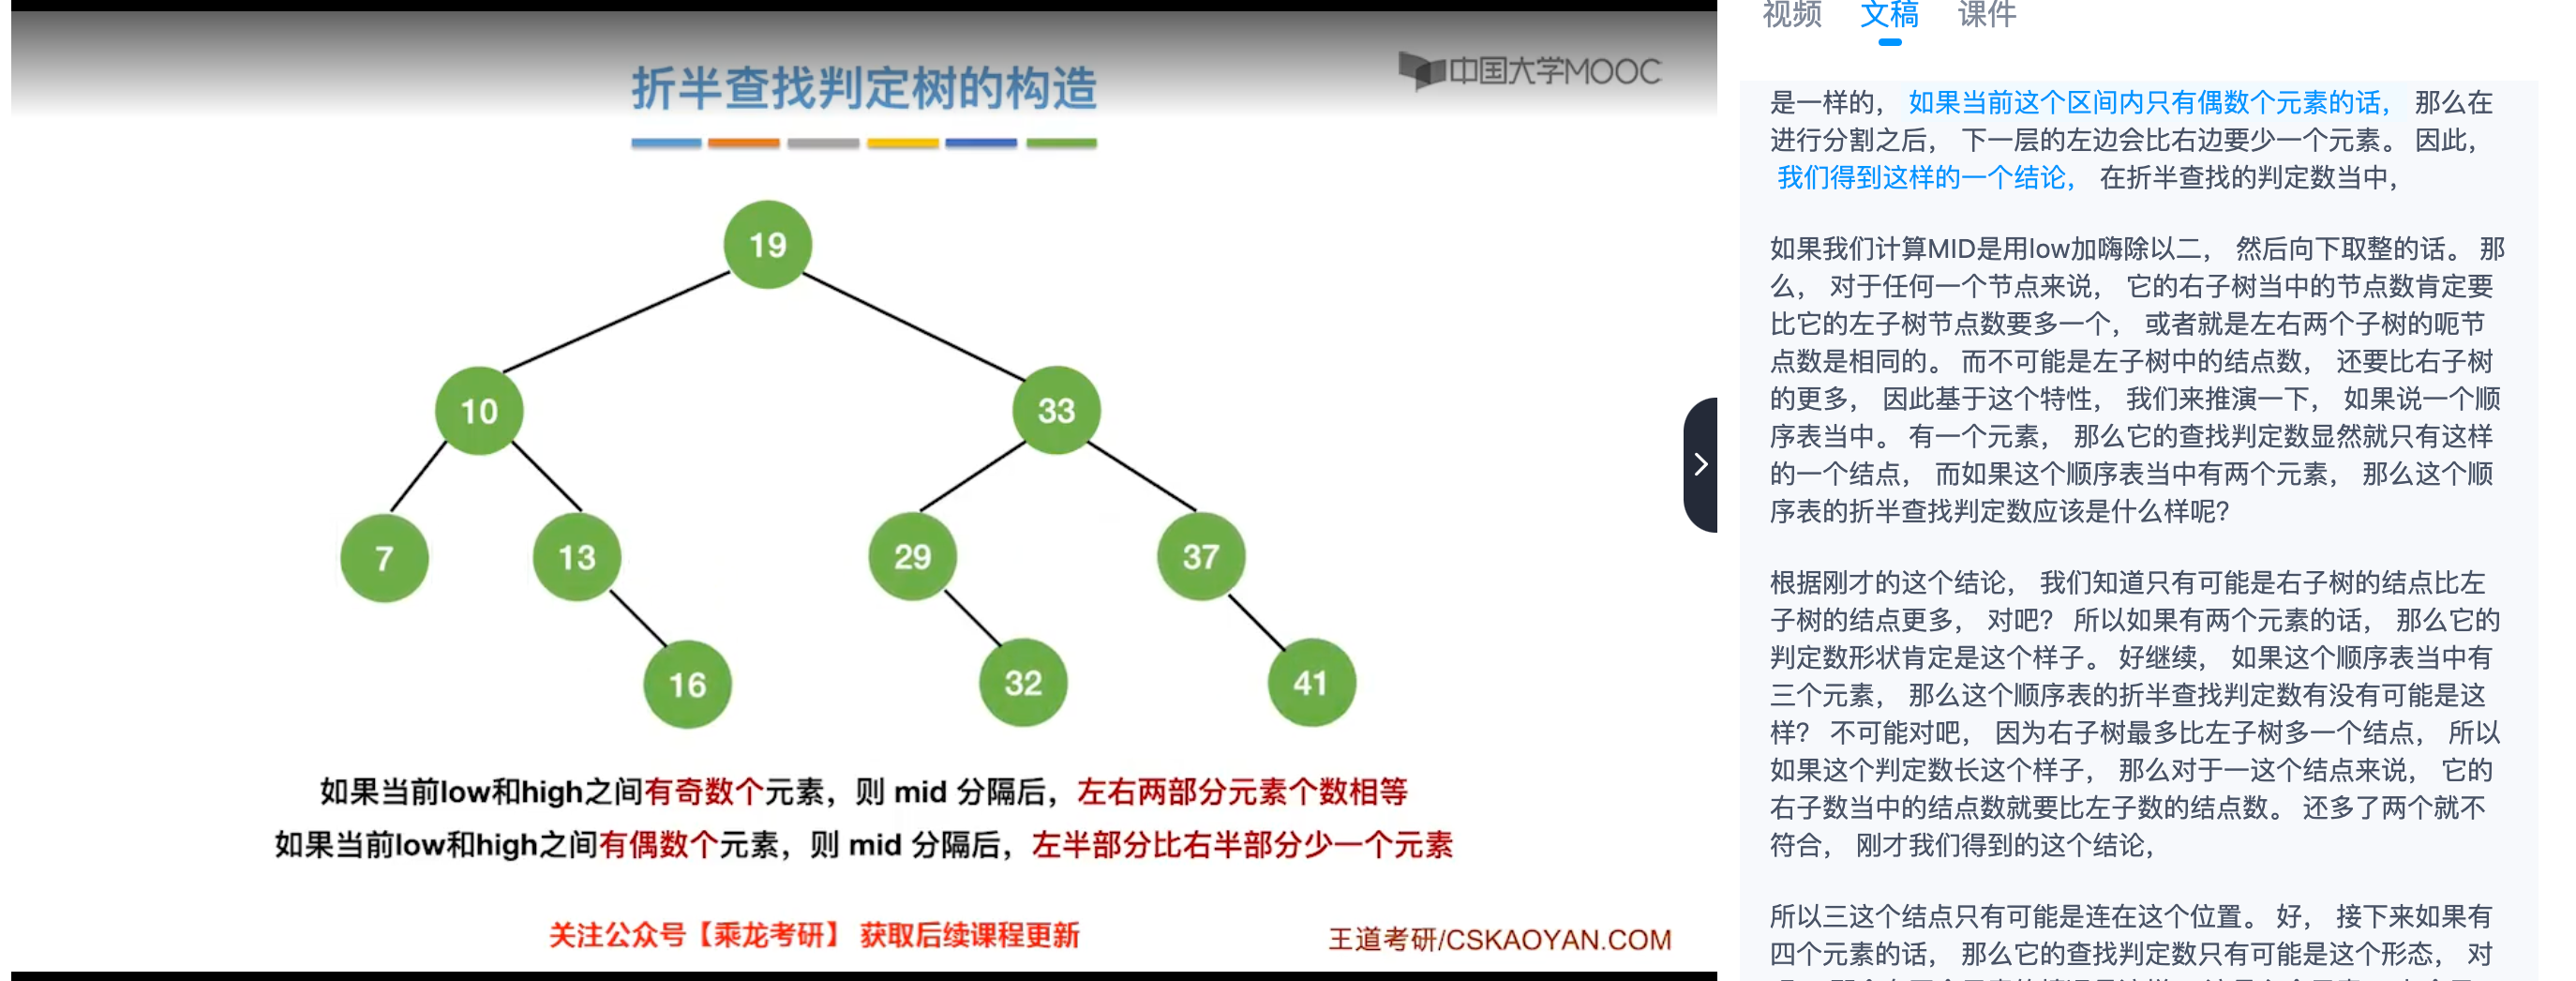 折半查找判定树的构造
中国大学MOOC
19
10
33
7
13
29
37
16
32
41
如果当前low和high之间有奇数个元素，则 mid 分隔后，左右两部分元素个数相等
如果当前low和high之间有偶数个元素，则 mid 分隔后，左半部分比右半部分少一个元素
关注公众号【乘龙考研】 获取后续课程更新
王道考研/CSKAOYAN.COM
视频 文稿 课件
是一样的， 如果当前这个区间内只有偶数个元素的话， 那么在
进行分割之后， 下一层的左边会比右边要少一个元素。 因此，
我们得到这样的一个结论， 在折半查找的判定数当中，
如果我们计算MID是用low加嗨除以二， 然后向下取整的话。 那
么， 对于任何一个节点来说， 它的右子树当中的节点数肯定要
比它的左子树节点数要多一个， 或者就是左右两个子树的呃节
点数是相同的。 而不可能是左子树中的结点数， 还要比右子树
的更多， 因此基于这个特性， 我们来推演一下， 如果说一个顺
序表当中。 有一个元素， 那么它的查找判定数显然就只有这样
的一个结点， 而如果这个顺序表当中有两个元素， 那么这个顺
序表的折半查找判定数应该是什么样呢?
根据刚才的这个结论， 我们知道只有可能是右子树的结点比左
子树的结点更多， 对吧? 所以如果有两个元素的话， 那么它的
判定数形状肯定是这个样子。 好继续， 如果这个顺序表当中有
三个元素， 那么这个顺序表的折半查找判定数有没有可能是这
样? 不可能对吧， 因为右子树最多比左子树多一个结点， 所以
如果这个判定数长这个样子， 那么对于一这个结点来说， 它的
右子数当中的结点数就要比左子数的结点数。 还多了两个就不
符合， 刚才我们得到的这个结论，
所以三这个结点只有可能是连在这个位置。 好， 接下来如果有
四个元素的话， 那么它的查找判定数只有可能是这个形态， 对